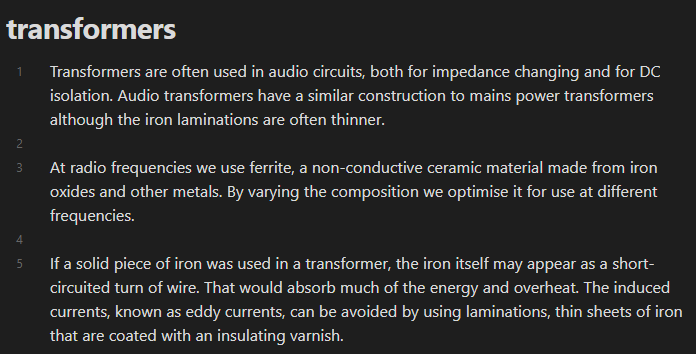 transformers
1 Transformers are often used in audio circuits, both for impedance changing and for DC
isolation. Audio transformers have a similar construction to mains power transformers
although the iron laminations are often thinner.
2
3 At radio frequencies we use ferrite, a non-conductive ceramic material made from iron
oxides and other metals. By varying the composition we optimise it for use at different
frequencies.
4
5 If a solid piece of iron was used in a transformer, the iron itself may appear as a short-
circuited turn of wire. That would absorb much of the energy and overheat. The induced
currents, known as eddy currents, can be avoided by using laminations, thin sheets of iron
that are coated with an insulating varnish.